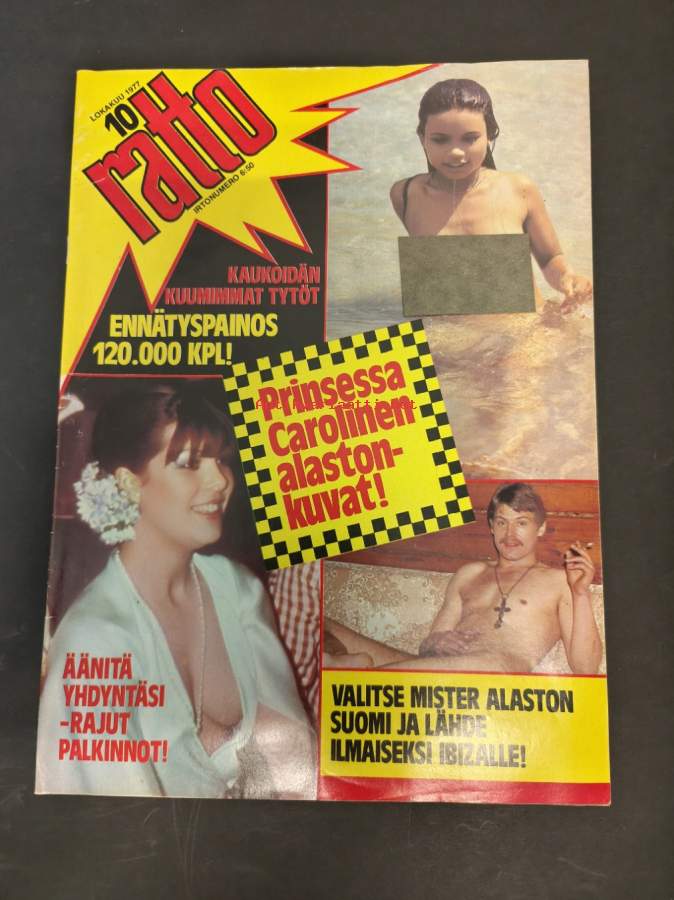 LOKAKUU 1977
10
ratto
IRTONUMERO 6:50
KAUKOIDÄN
KUUMIMMAT TYTÖT
ENNÄTYSPAINOS
120.000 KPL!
Prinsessa
Carolinen
alaston-
kuvat!
ÄÄNITÄ
YHDYNTÄSI
-RAJUT
PALKINNOT!
VALITSE MISTER ALASTON
SUOMI JA LÄHDE
ILMAISEKSI IBIZALLE!